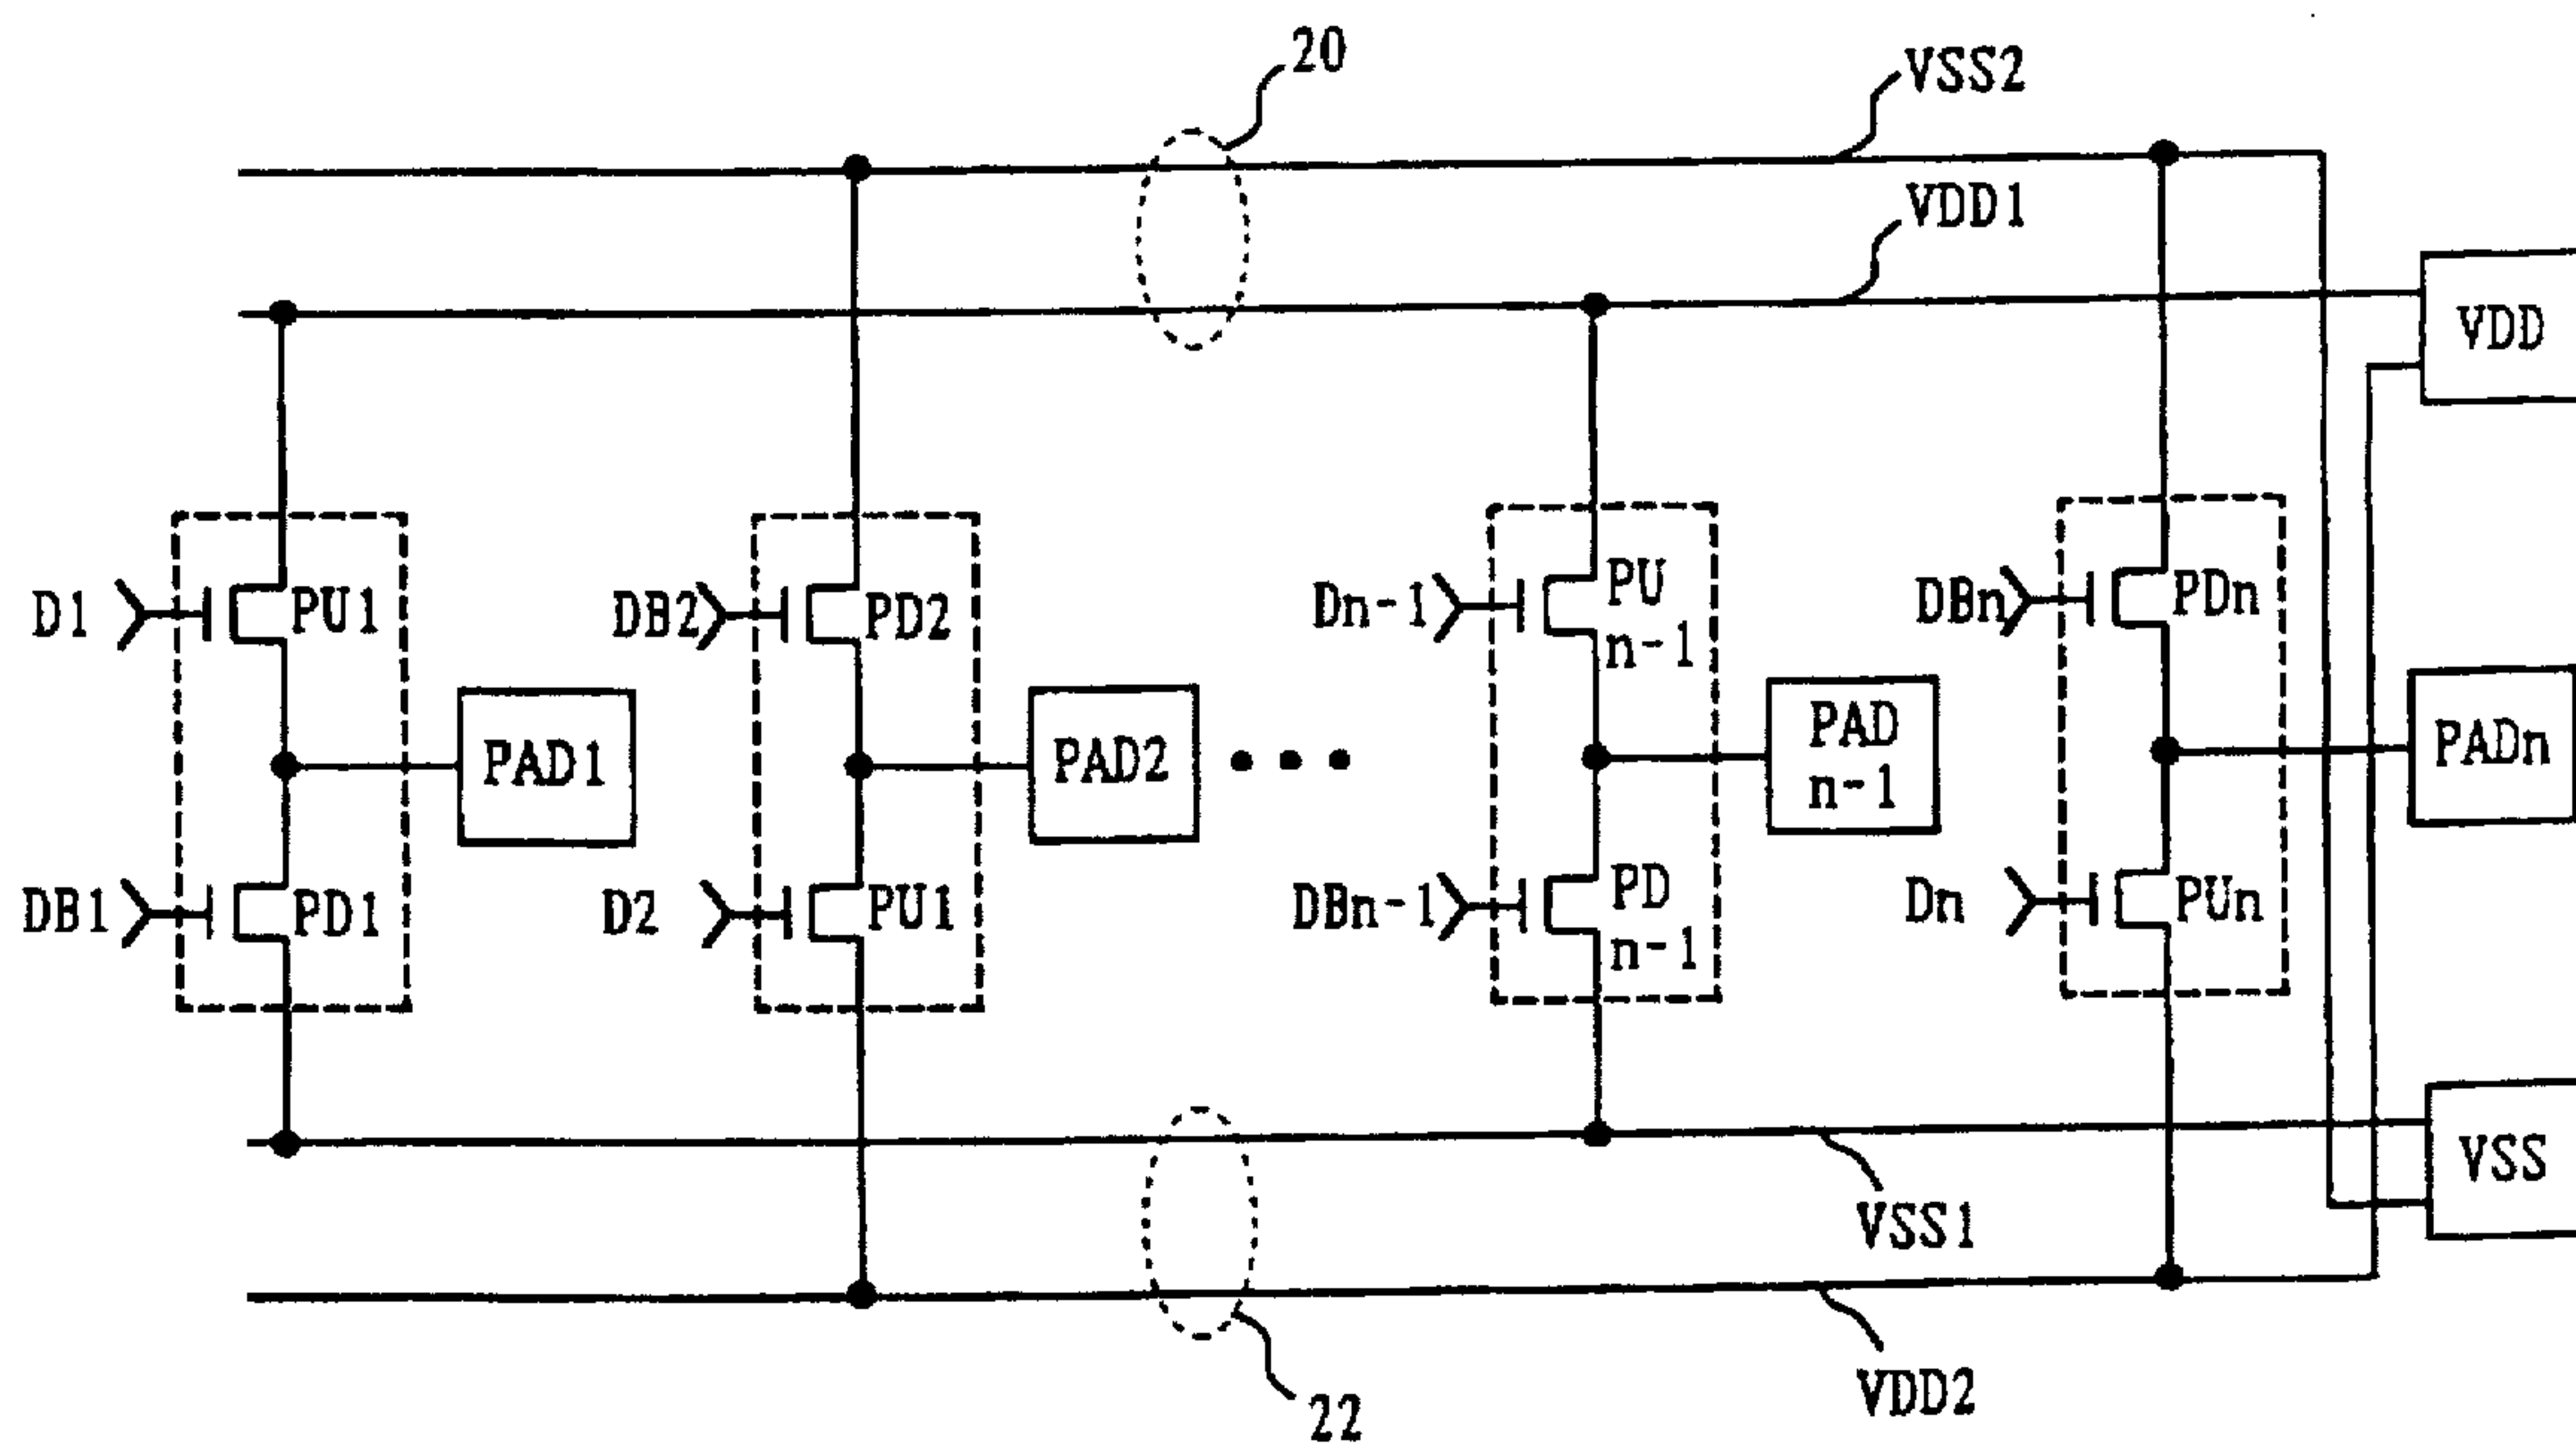 20
VSS2
VDD1
VDD
D1
PU1
DB2
PD2
Dn-1
PU
n-1
DBn
PDn
PAD1
PAD2
PAD
n-1
PADn
DB1
PD1
D2
PU1
DBn-1
PD
n-1
Dn
PUn
VSS
VSS1
VDD2
22